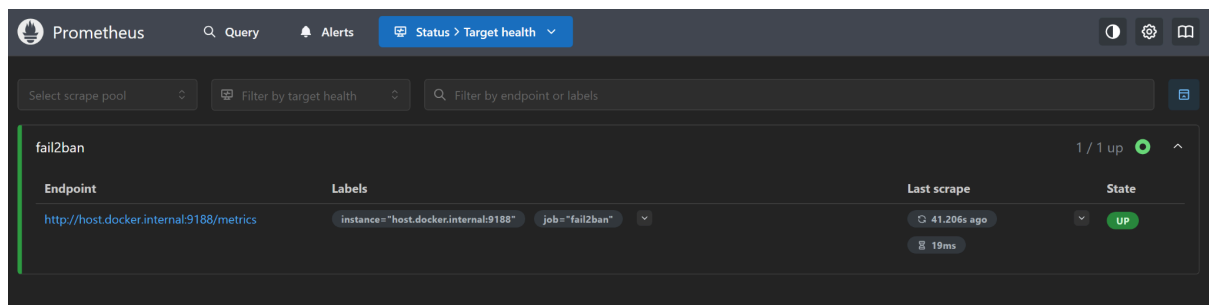 Prometheus Query Alerts Status > Target health
Select scrape pool Filter by target health Filter by endpoint or labels
fail2ban 1 / 1 up
Endpoint Labels Last scrape State
http://host.docker.internal:9188/metrics instance="host.docker.internal:9188" job="fail2ban" 41.206s ago UP
19ms